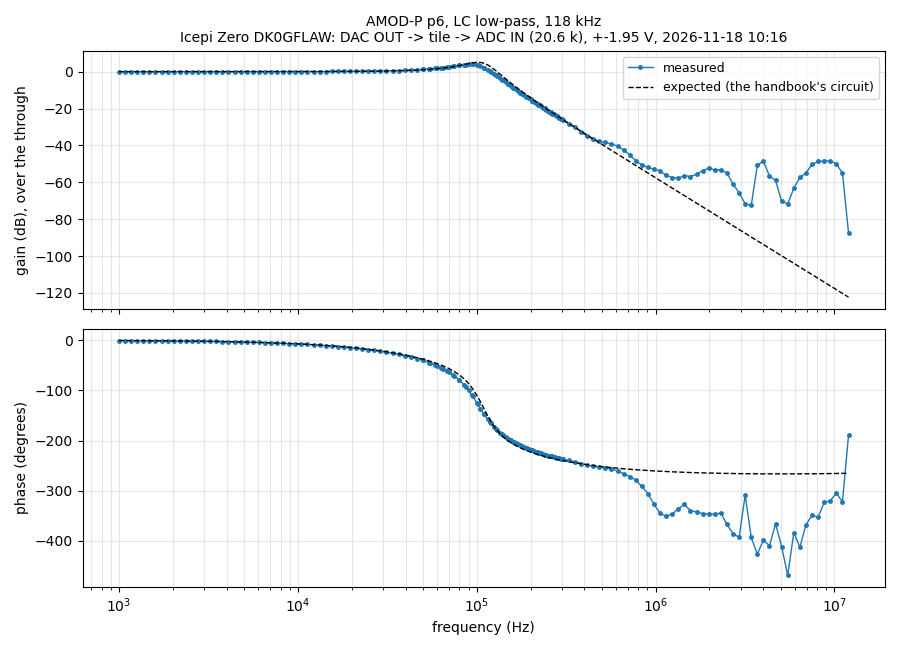 AMOD-P p6, LC low-pass, 118 kHz
Icepi Zero DK0GFLAW: DAC OUT -> tile -> ADC IN (20.6 k), +-1.95 V, 2026-11-18 10:16
measured
expected (the handbook's circuit)
gain (dB), over the through
0
−20
−40
−60
−80
−100
−120
phase (degrees)
0
−100
−200
−300
−400
10³
10⁴
10⁵
10⁶
10⁷
frequency (Hz)